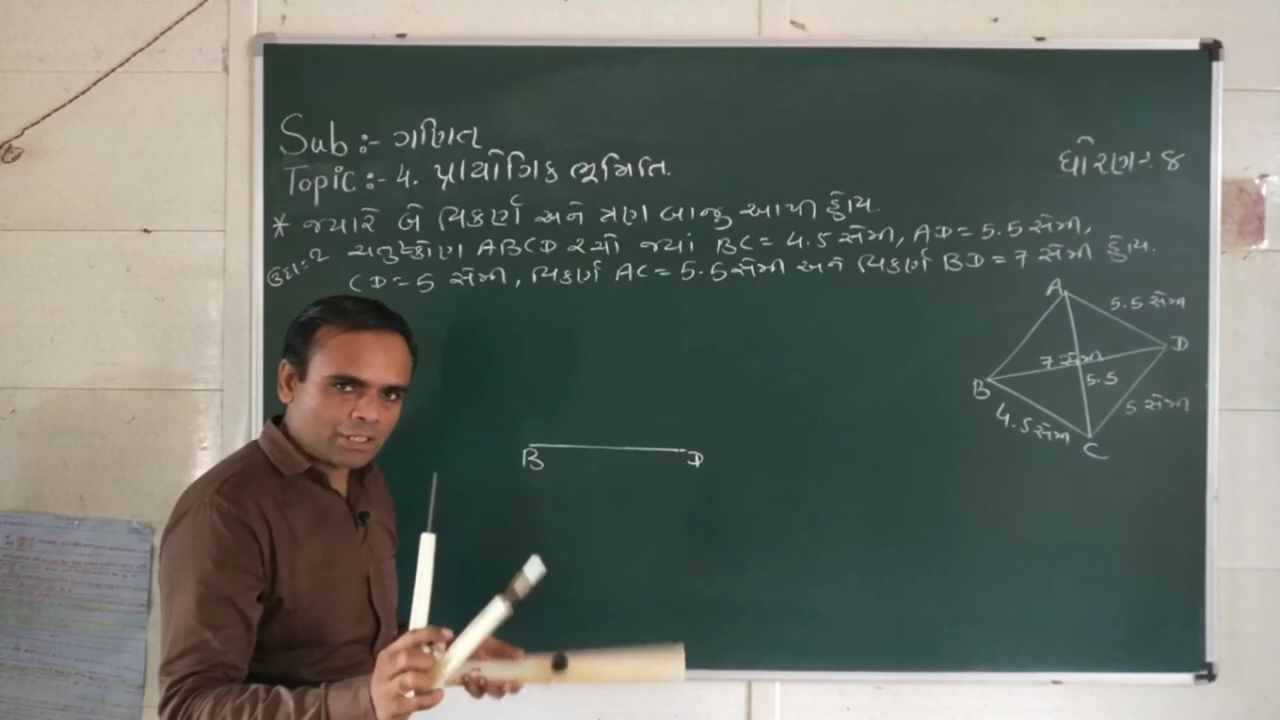 Sub :- ગણિત
Topic :- 4. પ્રાયોગિક ભૂમિતિ.
ધોરણ :- ૪
* જ્યારે બે વિકર્ણ અને ત્રણ બાજુ આપી હોય.
ઉદા:-2 ચતુષ્કોણ ABCD રચો જ્યાં BC = 4.5 સેમી, AD = 5.5 સેમી,
CD = 5 સેમી, વિકર્ણ AC = 5.5 સેમી અને વિકર્ણ BD = 7 સેમી હોય.
A
5.5 સેમી
D
7 સેમી
5.5
B
5 સેમી
4.5 સેમી
C
B D